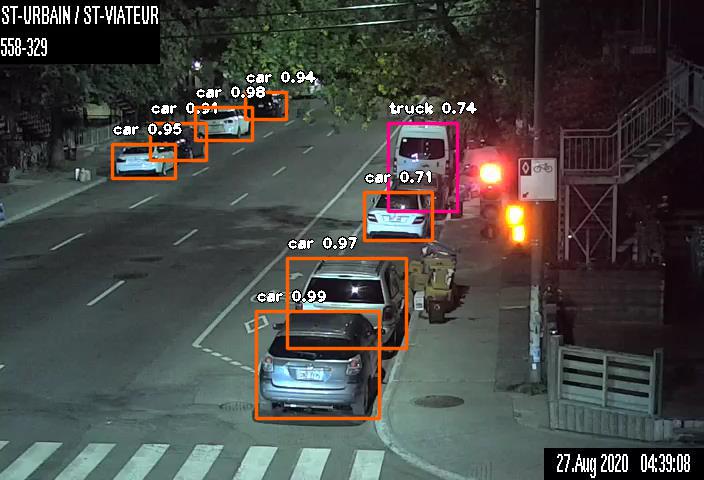 ST-URBAIN / ST-VIATEUR
558-329
car 0.94
car 0.98
car 0.91
truck 0.74
car 0.95
car 0.71
car 0.97
car 0.99
27.Aug 2020 04:39:08